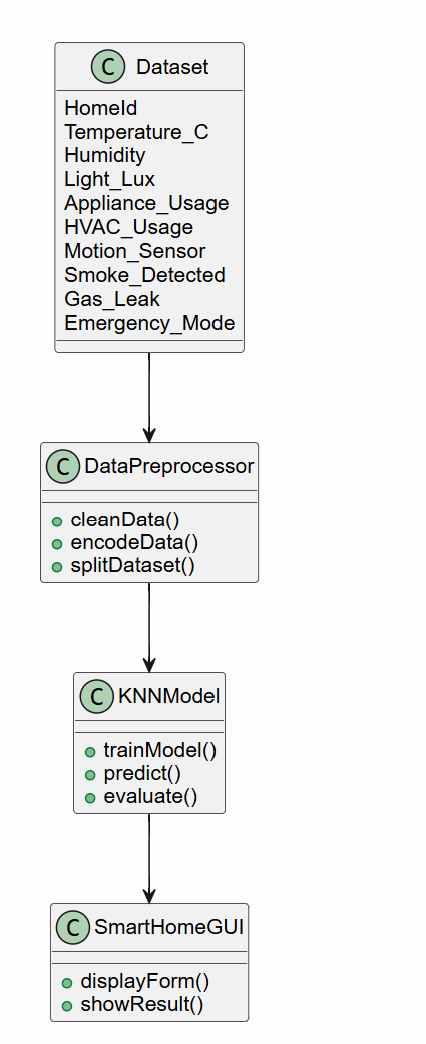 C Dataset
HomeId
Temperature_C
Humidity
Light_Lux
Appliance_Usage
HVAC_Usage
Motion_Sensor
Smoke_Detected
Gas_Leak
Emergency_Mode
C DataPreprocessor
cleanData()
encodeData()
splitDataset()
C KNNModel
trainModel()
predict()
evaluate()
C SmartHomeGUI
displayForm()
showResult()